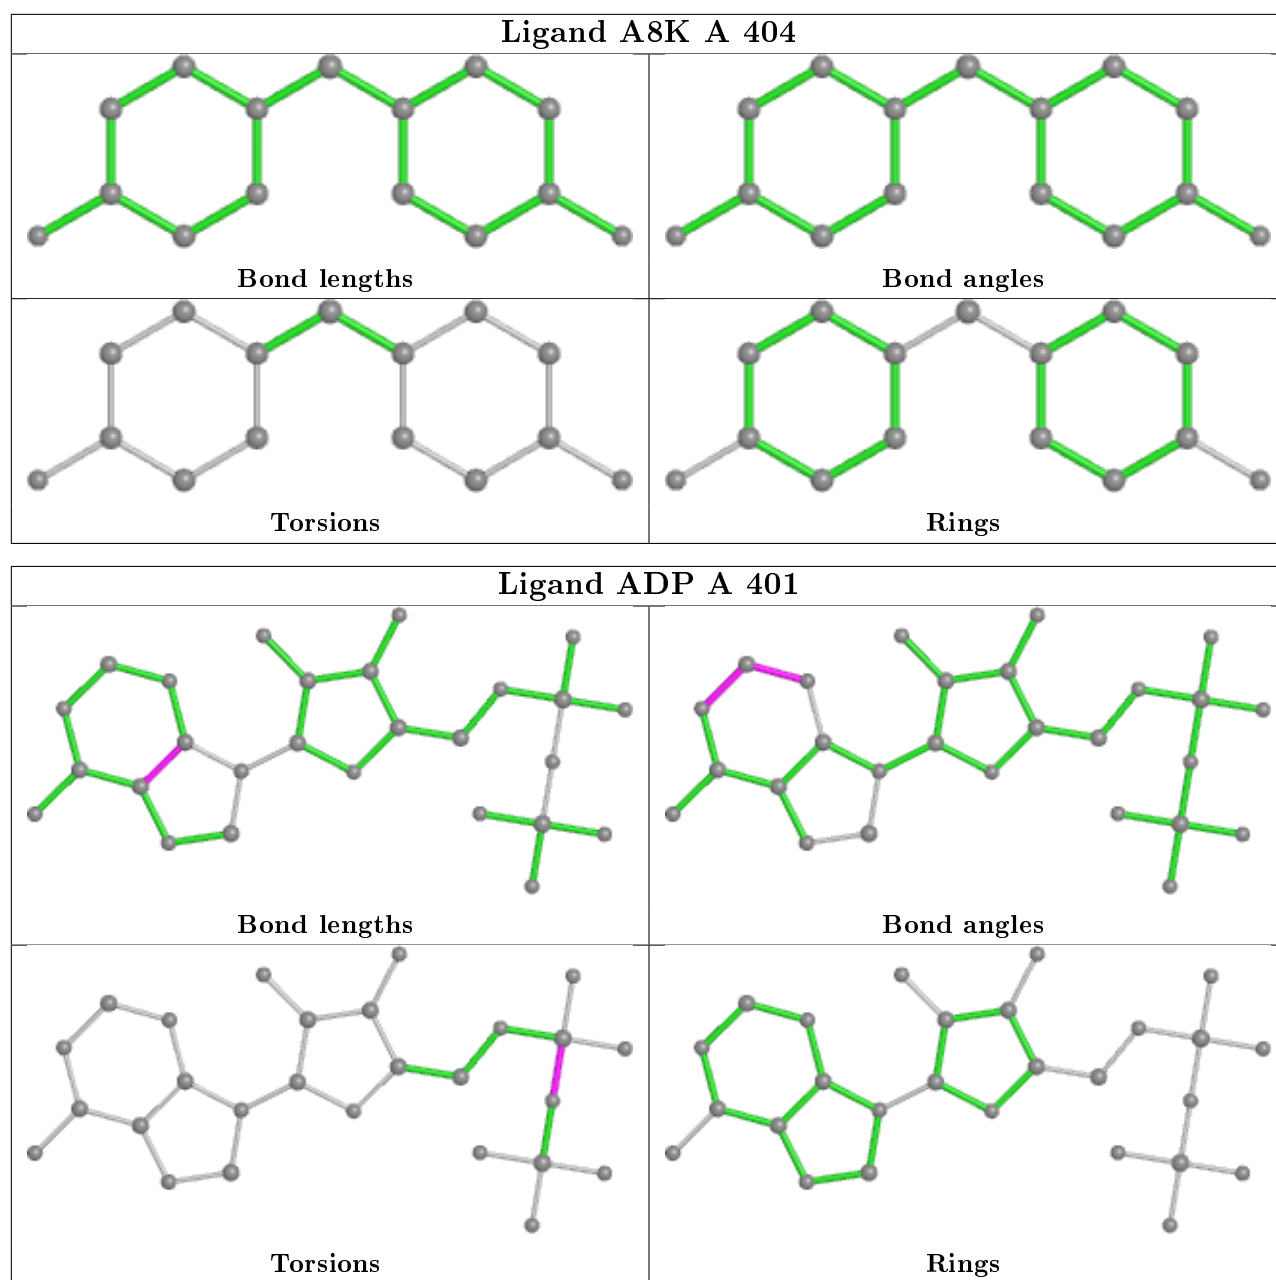 Ligand A8K A 404
Bond lengths
Bond angles
Torsions
Rings
Ligand ADP A 401
Bond lengths
Bond angles
Torsions
Rings